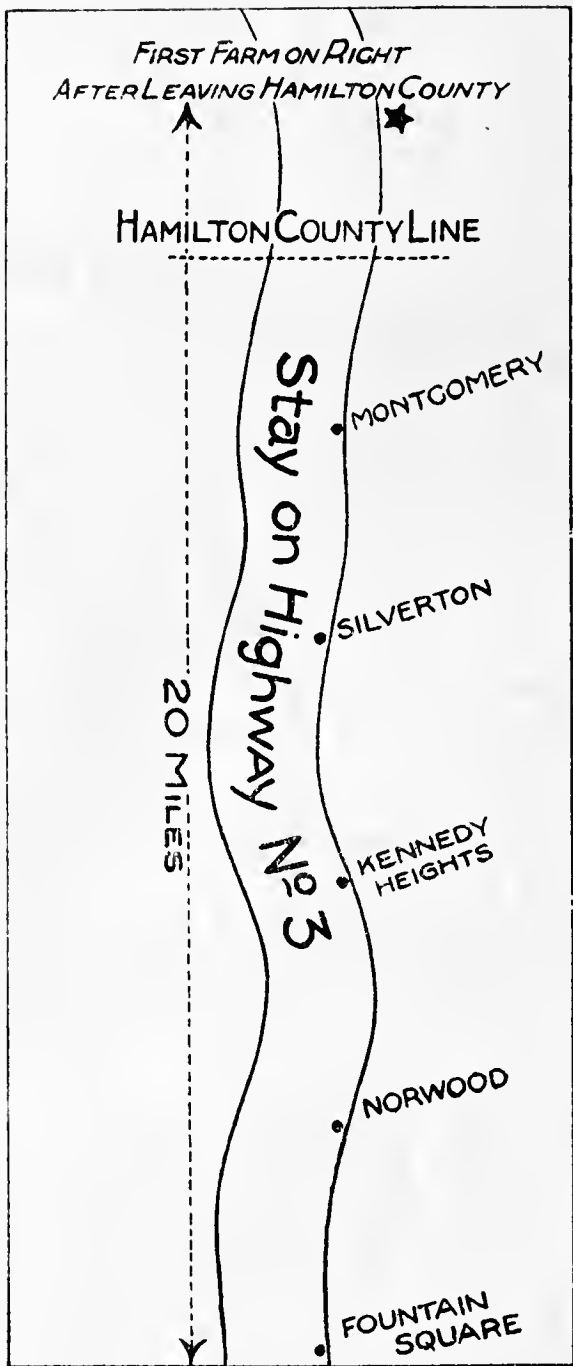 FIRST FARM ON RIGHT
AFTER LEAVING HAMILTON COUNTY
HAMILTON COUNTY LINE
MONTGOMERY
Stay on Highway No 3
SILVERTON
20 MILES
KENNEDY
HEIGHTS
NORWOOD
FOUNTAIN
SQUARE